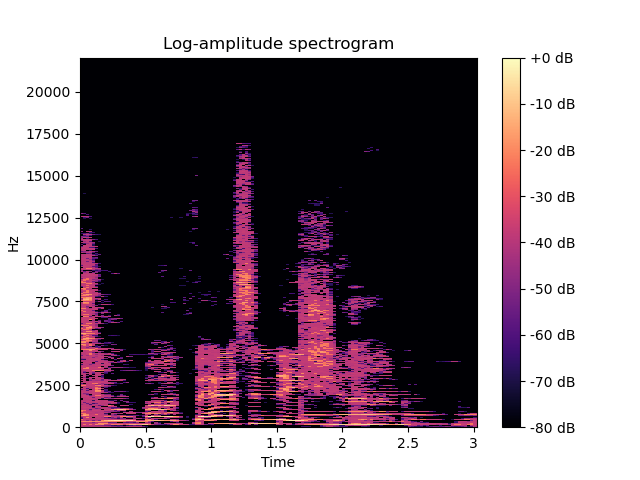 Log-amplitude spectrogram
Hz
20000
17500
15000
12500
10000
7500
5000
2500
0
0
0.5
1
1.5
2
2.5
3
Time
+0 dB
-10 dB
-20 dB
-30 dB
-40 dB
-50 dB
-60 dB
-70 dB
-80 dB